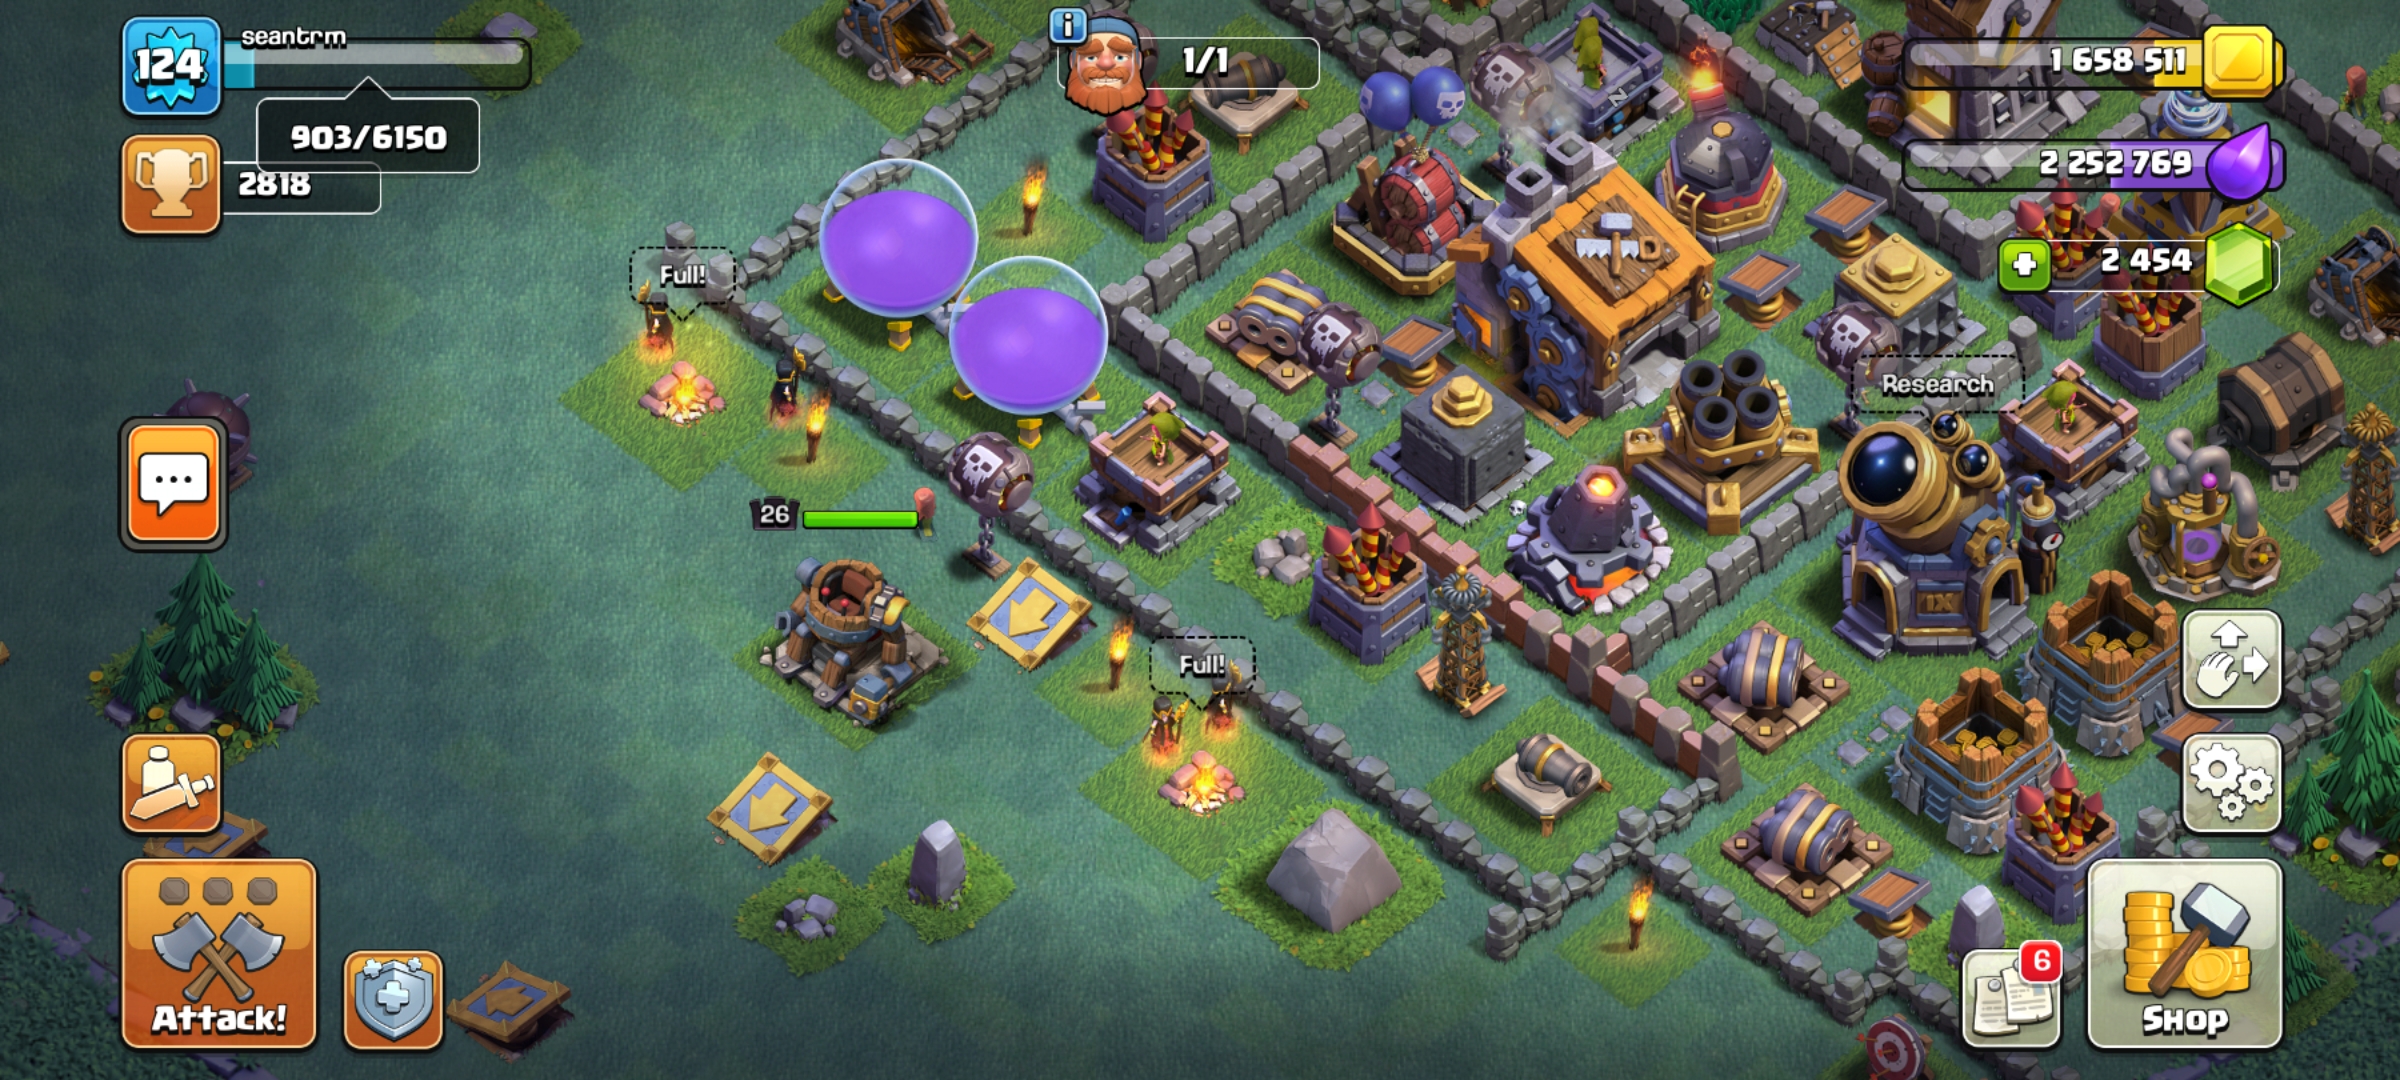 124
seantrm
903/6150
2818
i
1/1
1 658 511
2 252 769
2 454
Full!
Research
26
Full!
IX
Attack!
6
Shop